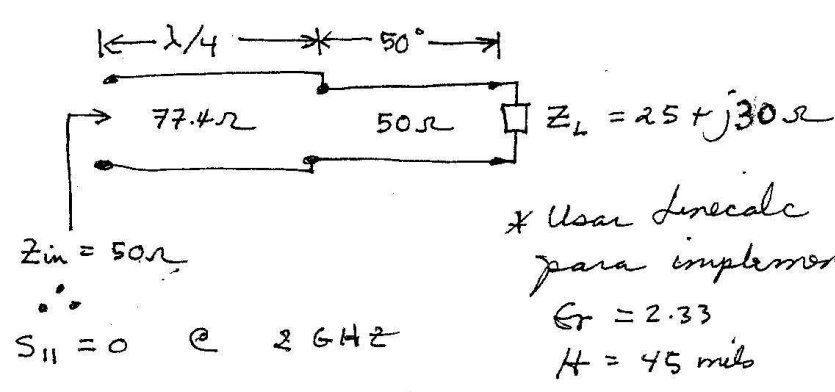 λ/4 50°
77.4Ω 50Ω Z_L = 25 + j30 Ω
* Usar Linecalc
Zin = 50Ω para implemen
∴ εr = 2.33
S₁₁ = 0 @ 2 GHZ H = 45 mils